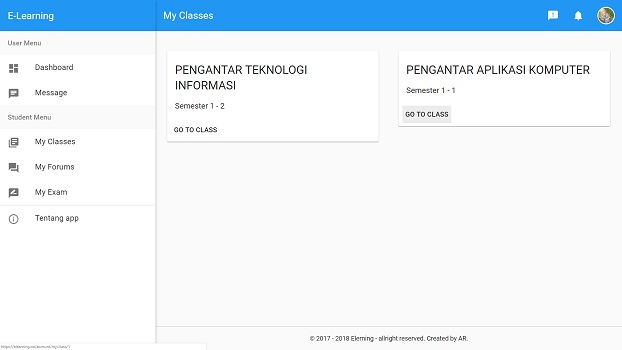 E-Learning
My Classes
User Menu
Dashboard
Message
Student Menu
My Classes
My Forums
My Exam
Tentang app
PENGANTAR TEKNOLOGI
INFORMASI
Semester 1 - 2
GO TO CLASS
PENGANTAR APLIKASI KOMPUTER
Semester 1 - 1
GO TO CLASS
© 2017 - 2018 Elerning - allright reserved. Created by AR.